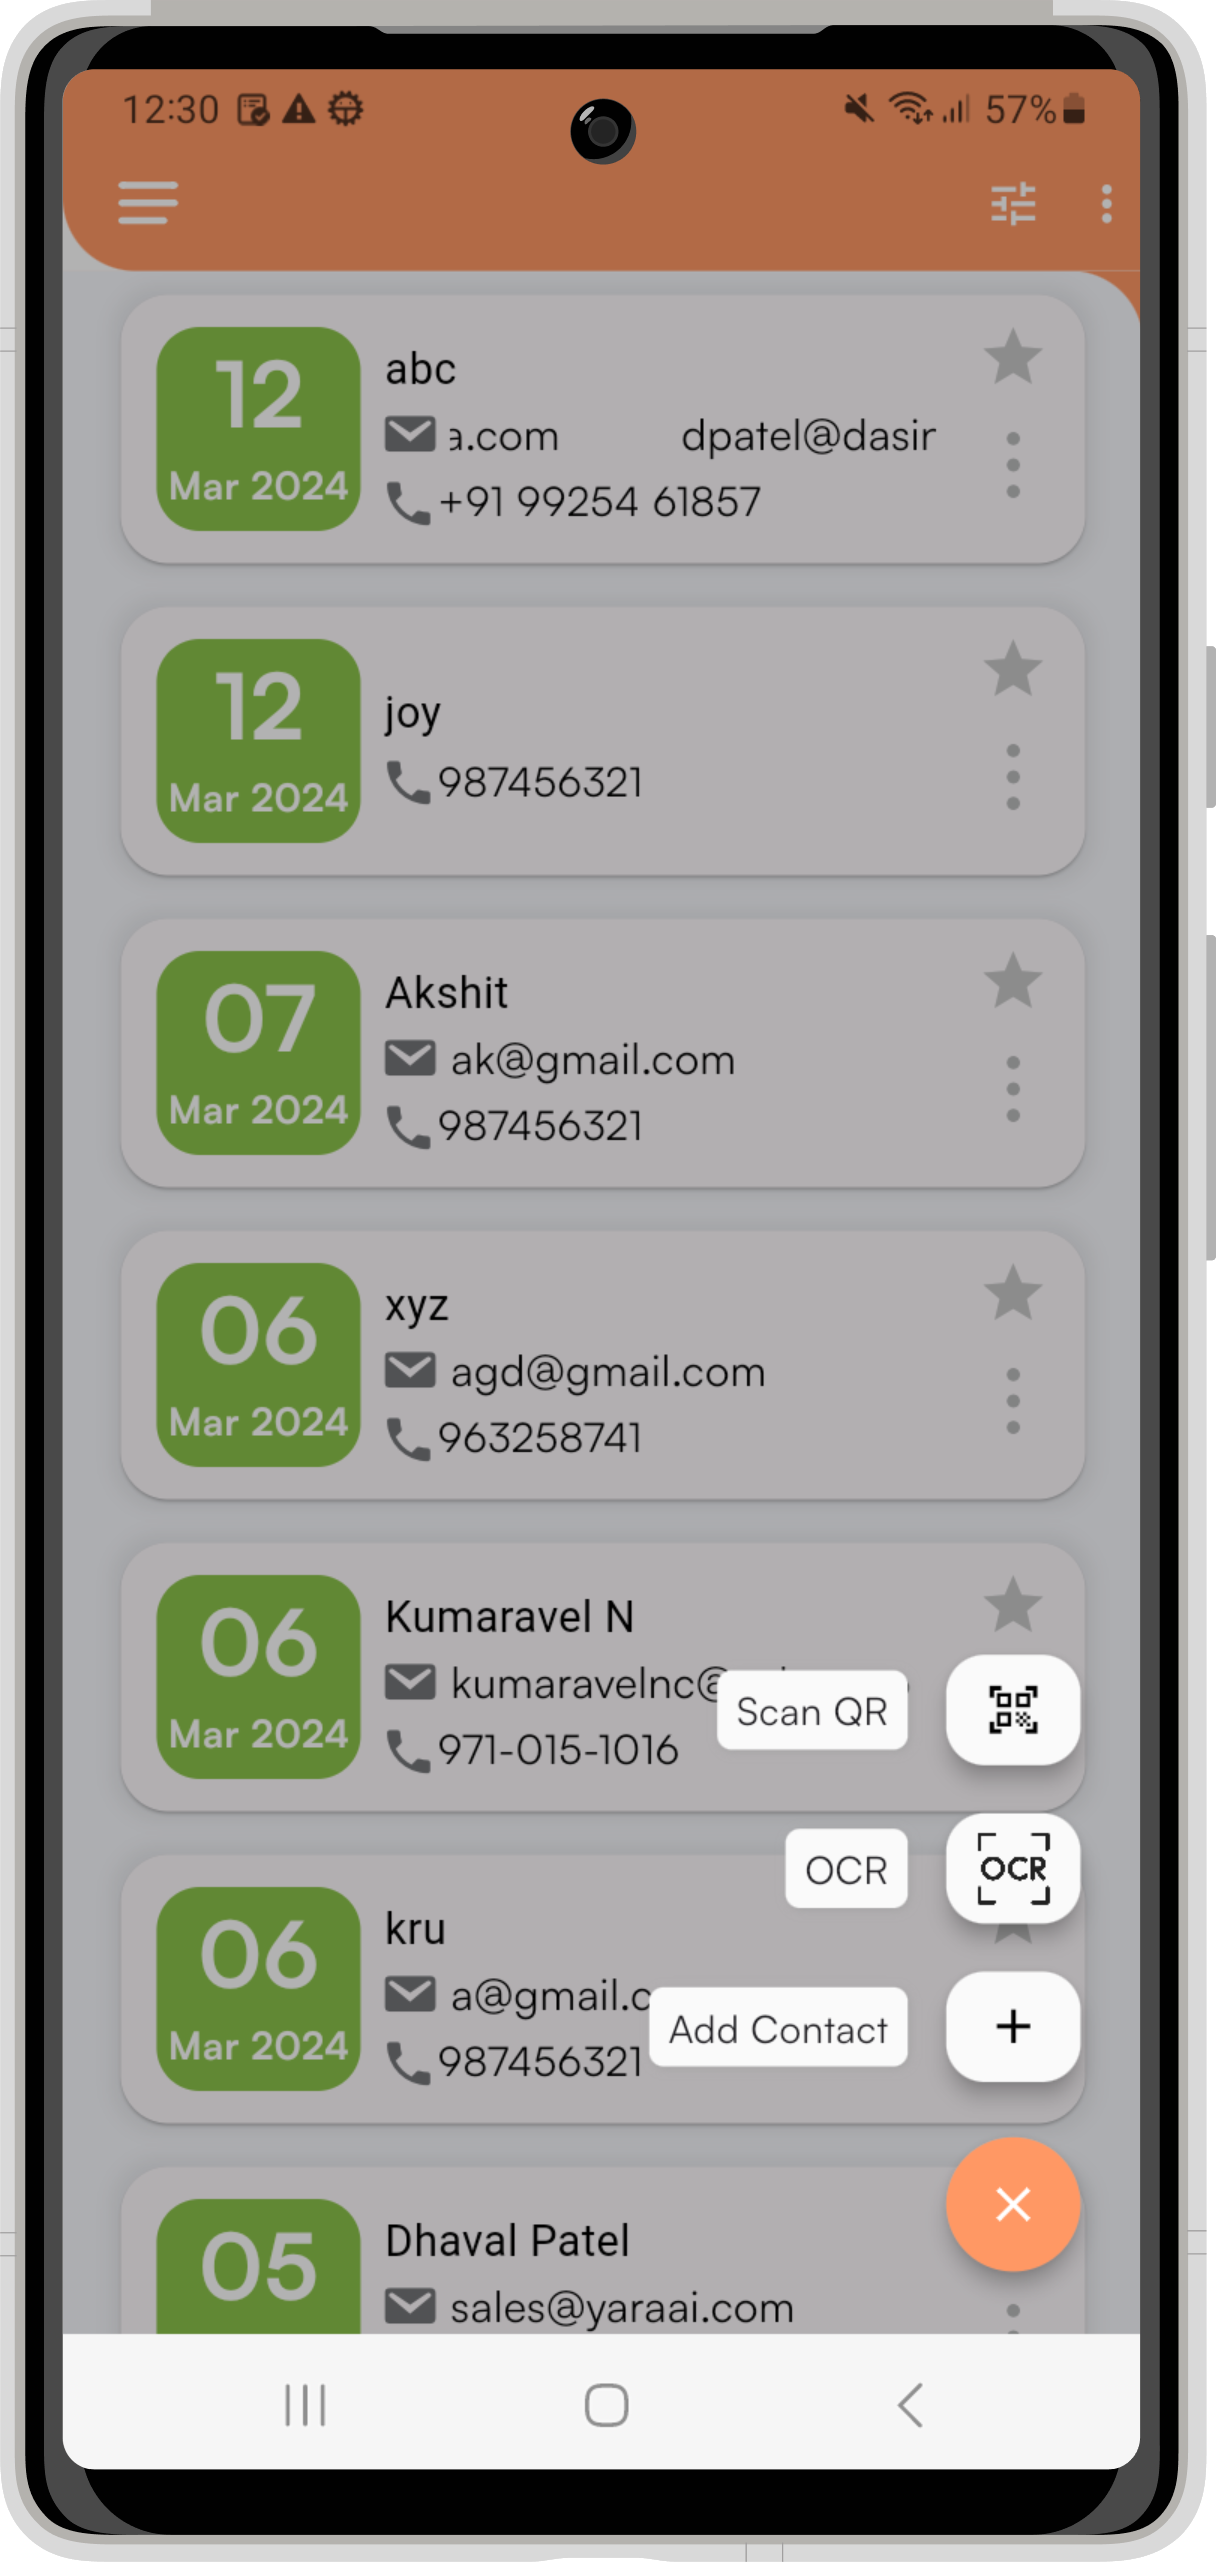 12:30
57%
12
Mar 2024
abc
a.com dpatel@dasir
+91 99254 61857
12
Mar 2024
joy
987456321
07
Mar 2024
Akshit
ak@gmail.com
987456321
06
Mar 2024
xyz
agd@gmail.com
963258741
06
Mar 2024
Kumaravel N
kumaravelnc@
971-015-1016
Scan QR
OCR
OCR
06
Mar 2024
kru
a@gmail.c
987456321
Add Contact
05
Dhaval Patel
sales@yaraai.com